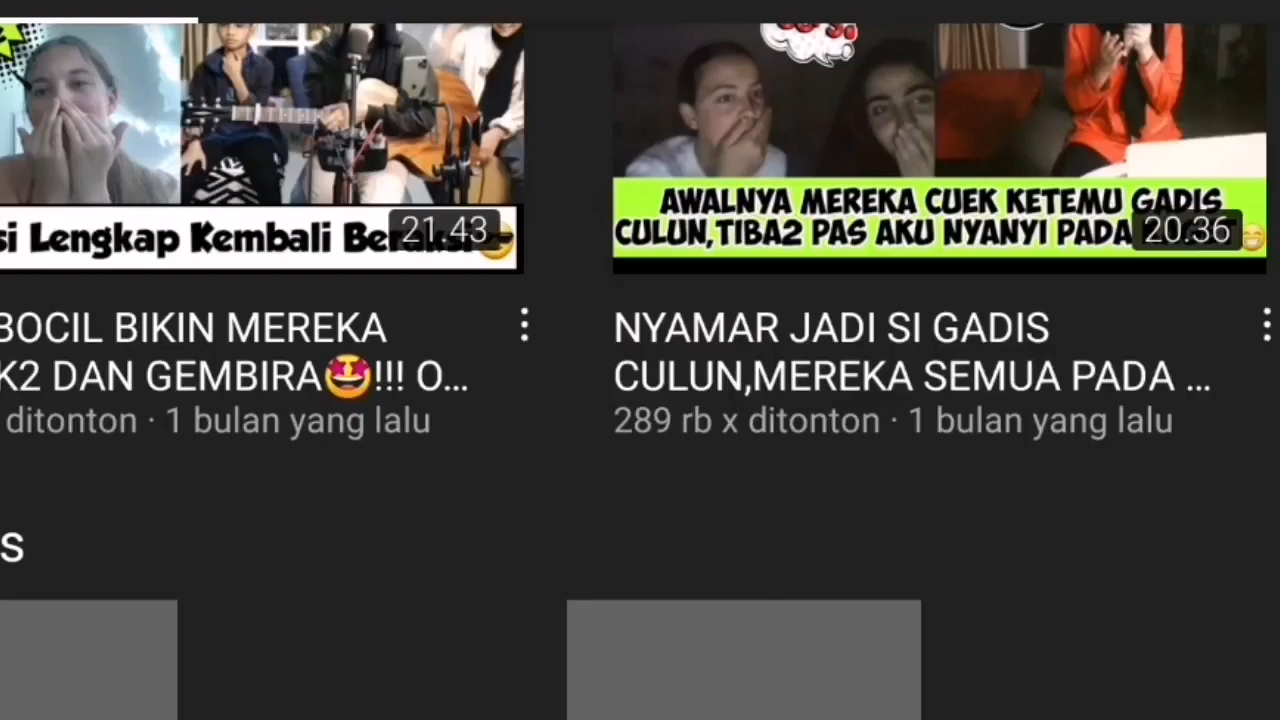 si Lengkap Kembali Beraksi
21.43
AWALNYA MEREKA CUEK KETEMU GADIS
CULUN,TIBA2 PAS AKU NYANYI PADA
20.36
BOCIL BIKIN MEREKA
K2 DAN GEMBIRA🤩!!! O...
ditonton · 1 bulan yang lalu
NYAMAR JADI SI GADIS
CULUN,MEREKA SEMUA PADA ...
289 rb x ditonton · 1 bulan yang lalu
s